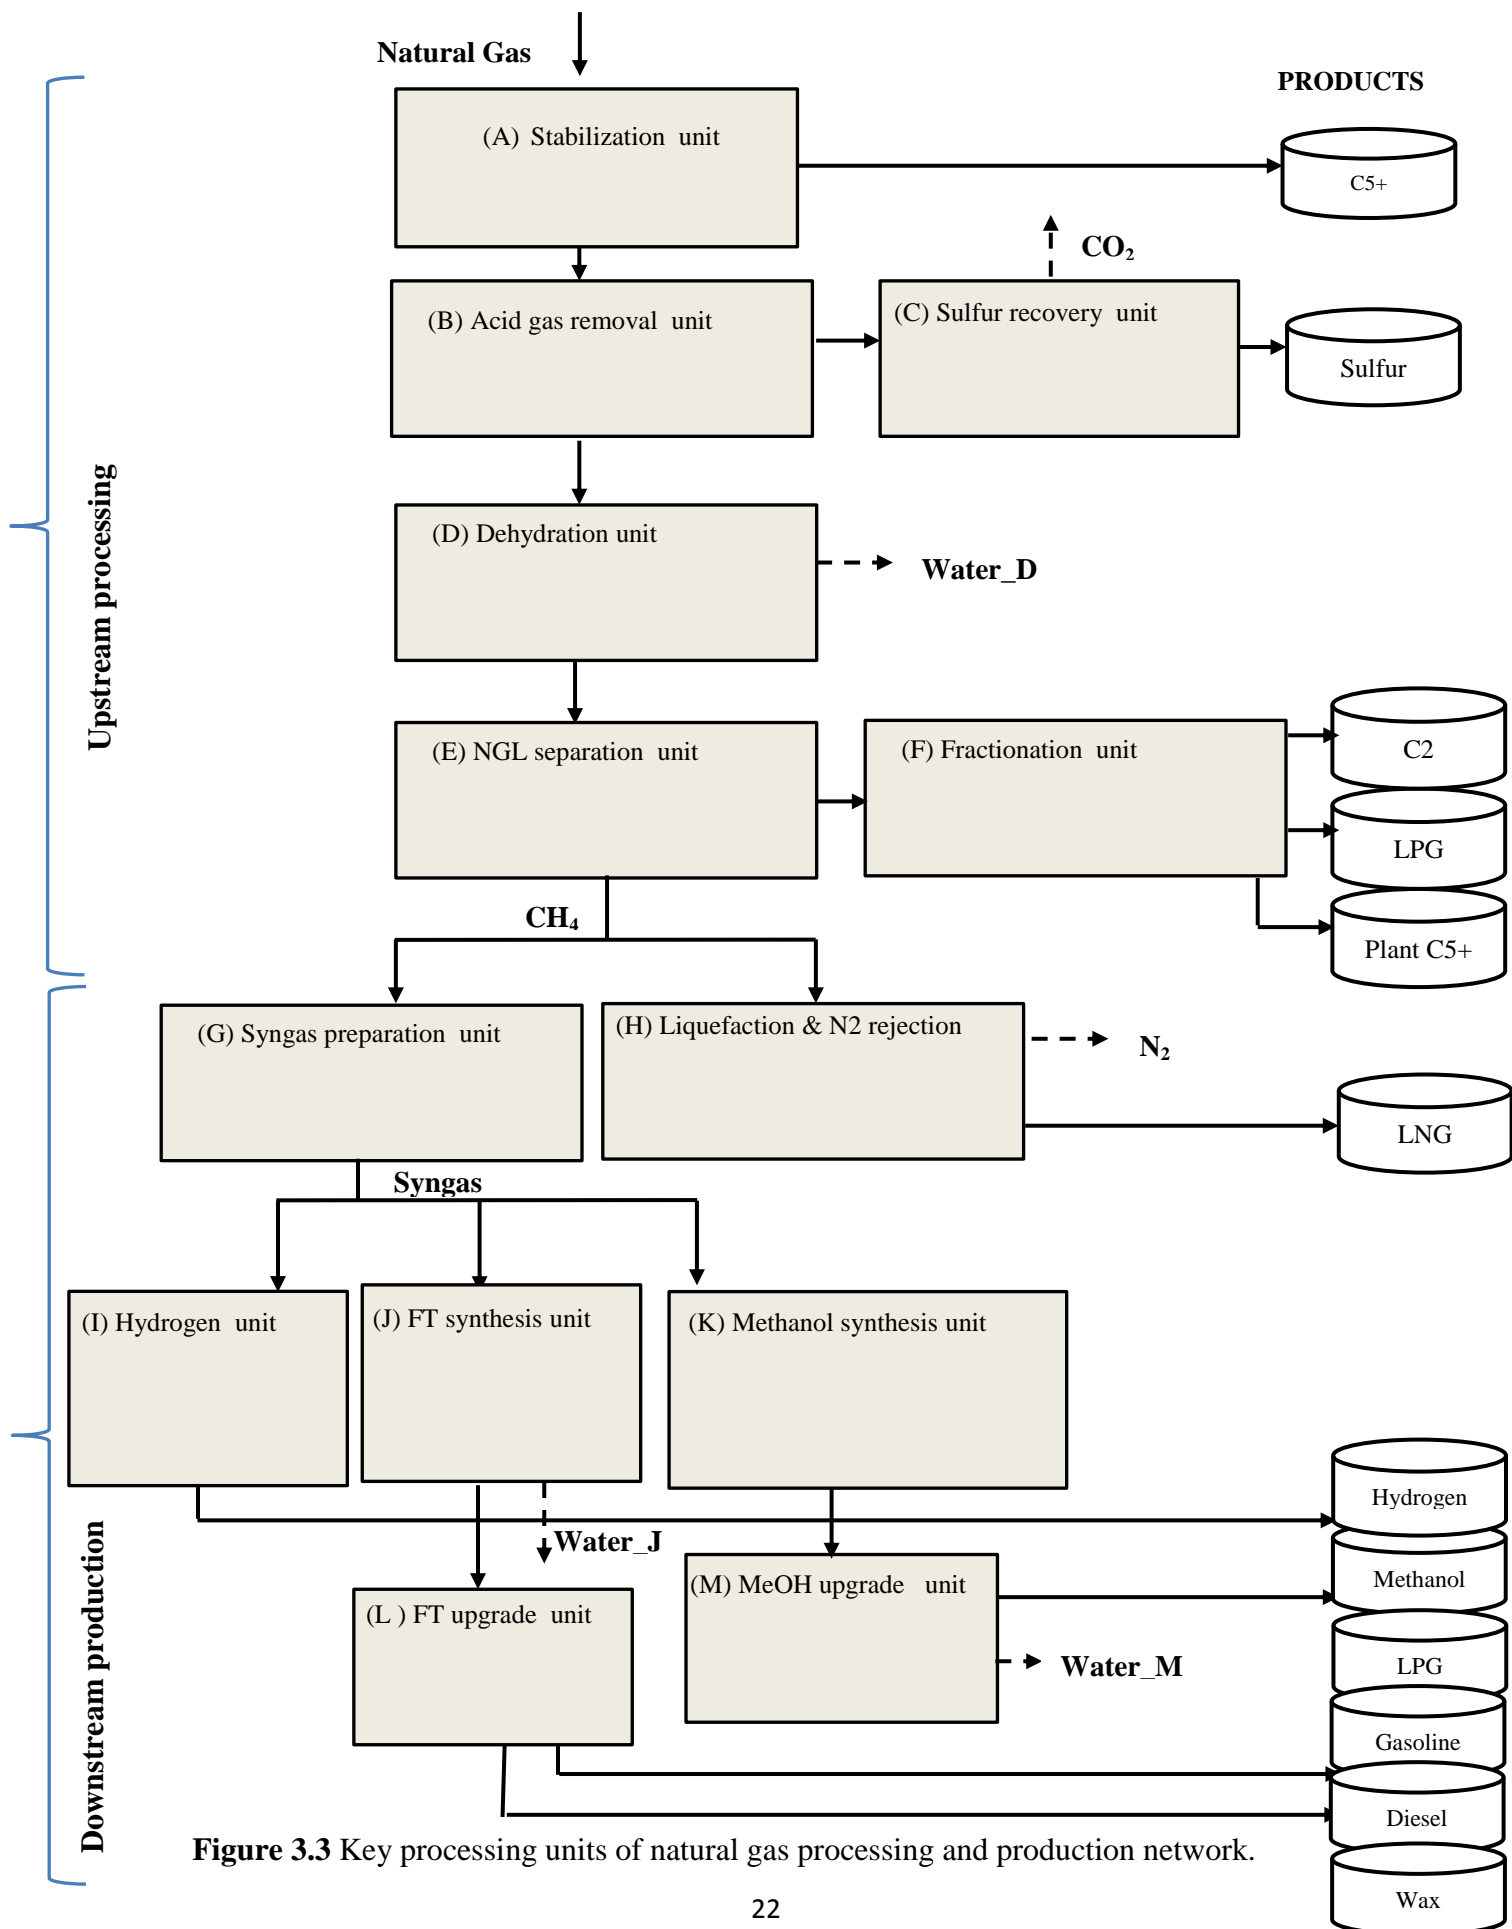 Natural Gas
PRODUCTS
(A) Stabilization unit
C5+
CO₂
(B) Acid gas removal unit
(C) Sulfur recovery unit
Sulfur
Upstream processing
(D) Dehydration unit
Water_D
(E) NGL separation unit
(F) Fractionation unit
C2
LPG
Plant C5+
CH₄
(G) Syngas preparation unit
(H) Liquefaction & N2 rejection
N₂
LNG
Syngas
(I) Hydrogen unit
(J) FT synthesis unit
(K) Methanol synthesis unit
Hydrogen
Water_J
Methanol
Downstream production
(L ) FT upgrade unit
(M) MeOH upgrade unit
Water_M
LPG
Gasoline
Diesel
Wax
Figure 3.3 Key processing units of natural gas processing and production network.
22